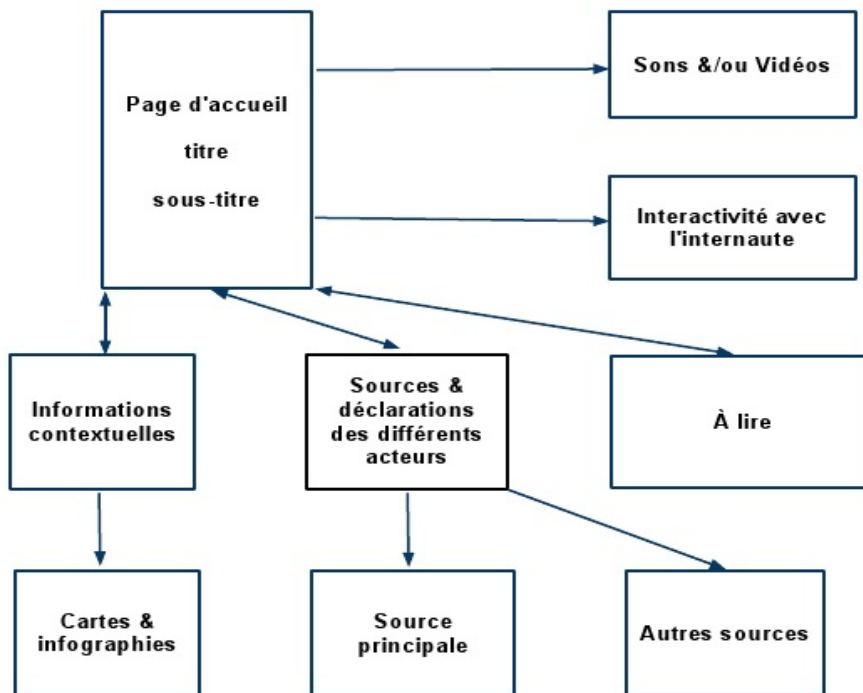 Page d'accueil
titre
sous-titre
Sons &/ou Vidéos
Interactivité avec
l'internaute
Informations
contextuelles
Sources &
déclarations
des différents
acteurs
À lire
Cartes &
infographies
Source
principale
Autres sources